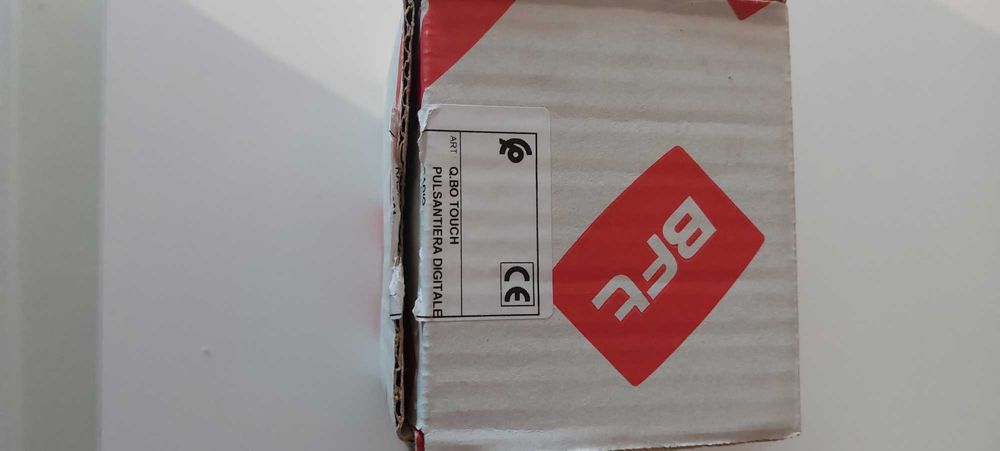 ART
Q.BO TOUCH
PULSANTIERA DIGITALE
CE
BFt